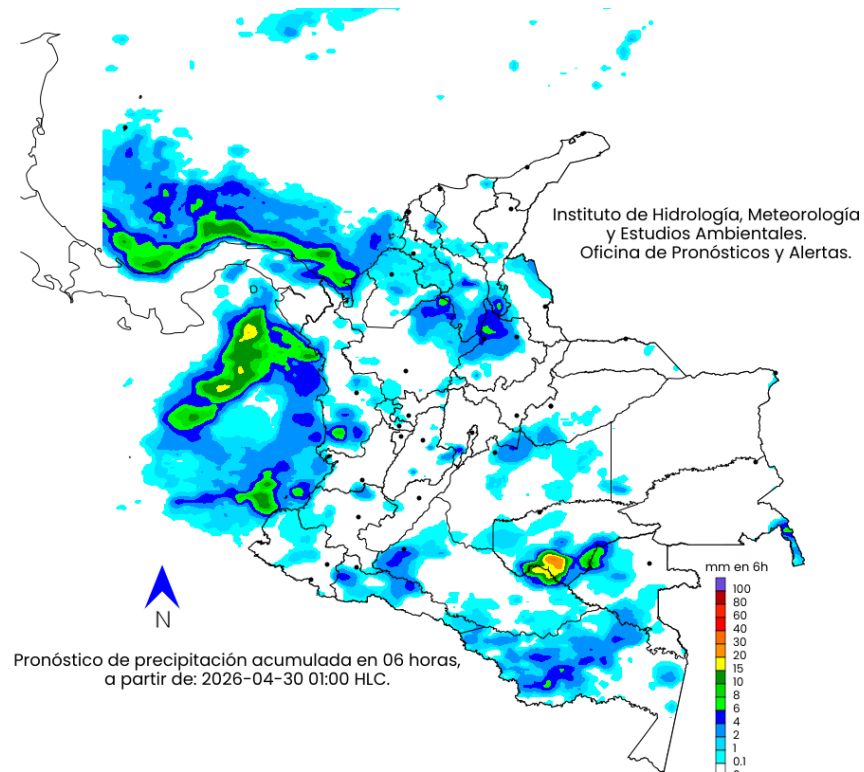 Instituto de Hidrología, Meteorología
y Estudios Ambientales.
Oficina de Pronósticos y Alertas.
N
Pronóstico de precipitación acumulada en 06 horas,
a partir de: 2026-04-30 01:00 HLC.
mm en 6h
100
80
60
40
30
20
15
10
8
6
4
2
1
0.1